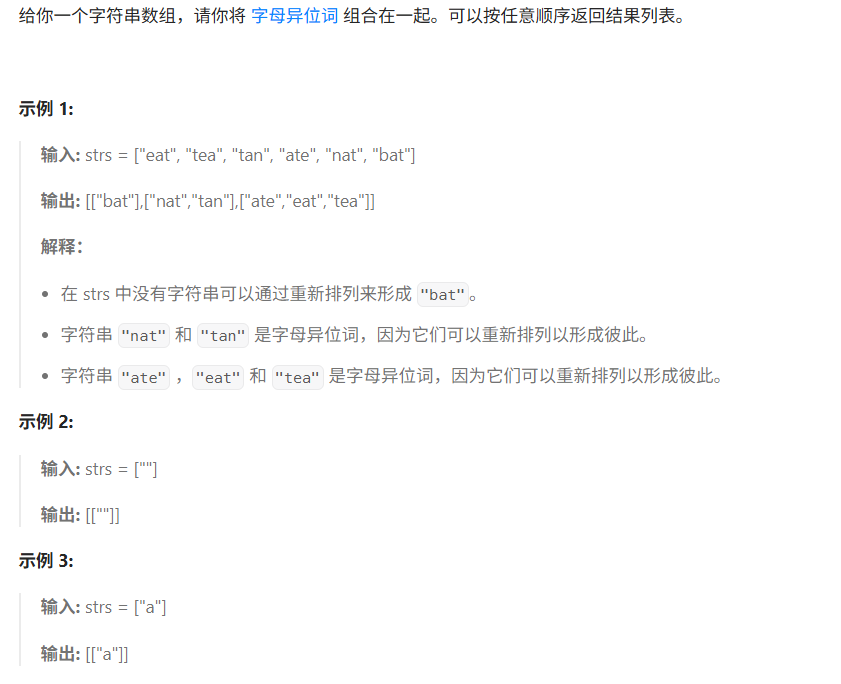 给你一个字符串数组，请你将 字母异位词 组合在一起。可以按任意顺序返回结果列表。
示例 1:
输入: strs = ["eat", "tea", "tan", "ate", "nat", "bat"]
输出: [["bat"],["nat","tan"],["ate","eat","tea"]]
解释：
• 在 strs 中没有字符串可以通过重新排列来形成 "bat"。
• 字符串 "nat" 和 "tan" 是字母异位词，因为它们可以重新排列以形成彼此。
• 字符串 "ate" ，"eat" 和 "tea" 是字母异位词，因为它们可以重新排列以形成彼此。
示例 2:
输入: strs = [""]
输出: [[""]]
示例 3:
输入: strs = ["a"]
输出: [["a"]]